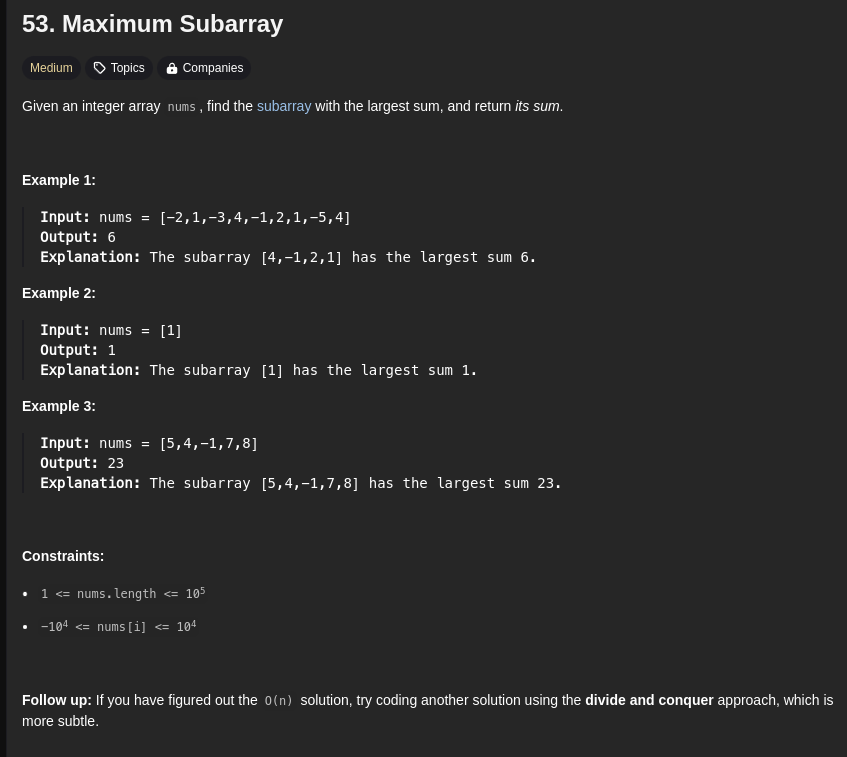 53. Maximum Subarray
Medium Topics Companies
Given an integer array nums, find the subarray with the largest sum, and return its sum.
Example 1:
Input: nums = [-2,1,-3,4,-1,2,1,-5,4]
Output: 6
Explanation: The subarray [4,-1,2,1] has the largest sum 6.
Example 2:
Input: nums = [1]
Output: 1
Explanation: The subarray [1] has the largest sum 1.
Example 3:
Input: nums = [5,4,-1,7,8]
Output: 23
Explanation: The subarray [5,4,-1,7,8] has the largest sum 23.
Constraints:
• 1 <= nums.length <= 10⁵
• -10⁴ <= nums[i] <= 10⁴
Follow up: If you have figured out the O(n) solution, try coding another solution using the divide and conquer approach, which is
more subtle.